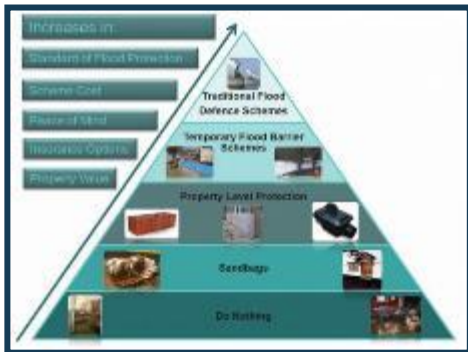 Increases in:
Standard of Flood Protection
Scheme Cost
Peace of Mind
Insurance Options
Property Value
Traditional Flood
Defence Schemes
Temporary Flood Barrier
Schemes
Property Level Protection
Sandbags
Do Nothing